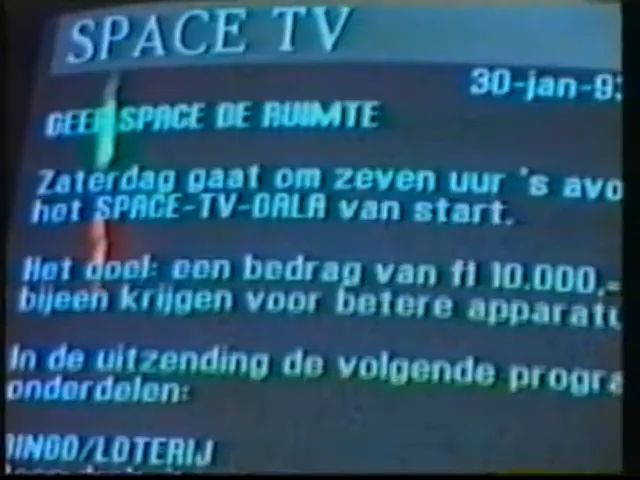 SPACE TV
30-jan-93
GEEF SPACE DE RUIMTE
Zaterdag gaat om zeven uur 's avo
het SPACE-TV-GALA van start.
Het doel: een bedrag van fl 10.000,-
bijeen krijgen voor betere apparatu
In de uitzending de volgende progra
onderdelen:
BINGO/LOTERIJ